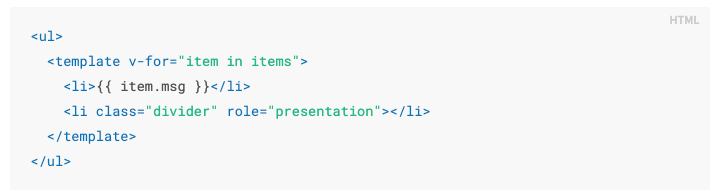 HTML
<ul>
  <template v-for="item in items">
    <li>{{ item.msg }}</li>
    <li class="divider" role="presentation"></li>
  </template>
</ul>